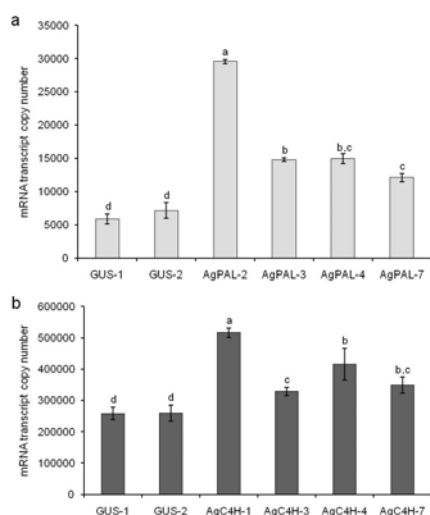 a
mRNA transcript copy number
35000
30000
25000
20000
15000
10000
5000
0
d
d
a
b
b,c
c
GUS-1 GUS-2 AgPAL-2 AgPAL-3 AgPAL-4 AgPAL-7
b
mRNA transcript copy number
600000
500000
400000
300000
200000
100000
0
d
d
a
c
b
b,c
GUS-1 GUS-2 AgC4H-1 AgC4H-3 AgC4H-4 AgC4H-7